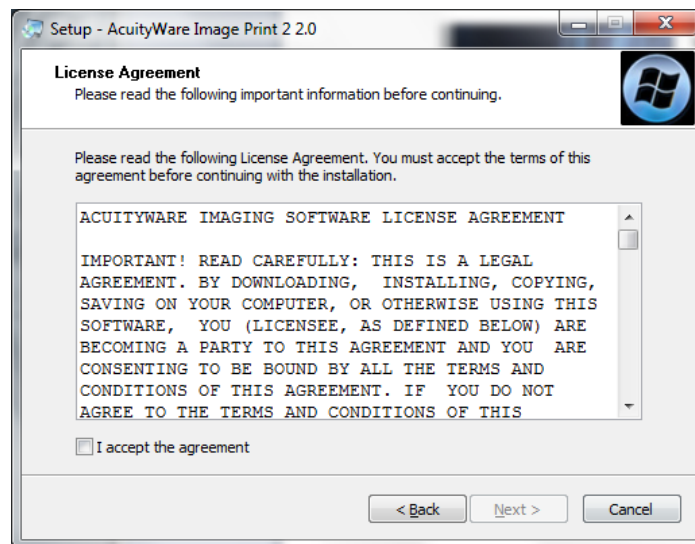 Setup - AcuityWare Image Print 2 2.0
License Agreement
Please read the following important information before continuing.
Please read the following License Agreement. You must accept the terms of this
agreement before continuing with the installation.
ACUITYWARE IMAGING SOFTWARE LICENSE AGREEMENT
IMPORTANT! READ CAREFULLY: THIS IS A LEGAL
AGREEMENT. BY DOWNLOADING,  INSTALLING, COPYING,
SAVING ON YOUR COMPUTER, OR OTHERWISE USING THIS
SOFTWARE,  YOU (LICENSEE, AS DEFINED BELOW) ARE
BECOMING A PARTY TO THIS AGREEMENT AND YOU  ARE
CONSENTING TO BE BOUND BY ALL THE TERMS AND
CONDITIONS OF THIS AGREEMENT. IF  YOU DO NOT
AGREE TO THE TERMS AND CONDITIONS OF THIS
I accept the agreement
< Back
Next >
Cancel